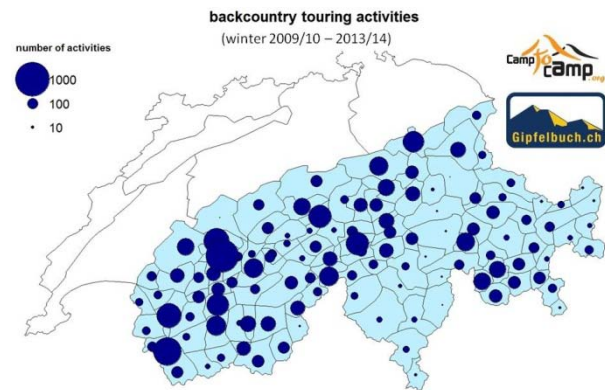 backcountry touring activities
(winter 2009/10 – 2013/14)
number of activities
1000
100
10
Camp to camp.org
Gipfelbuch.ch